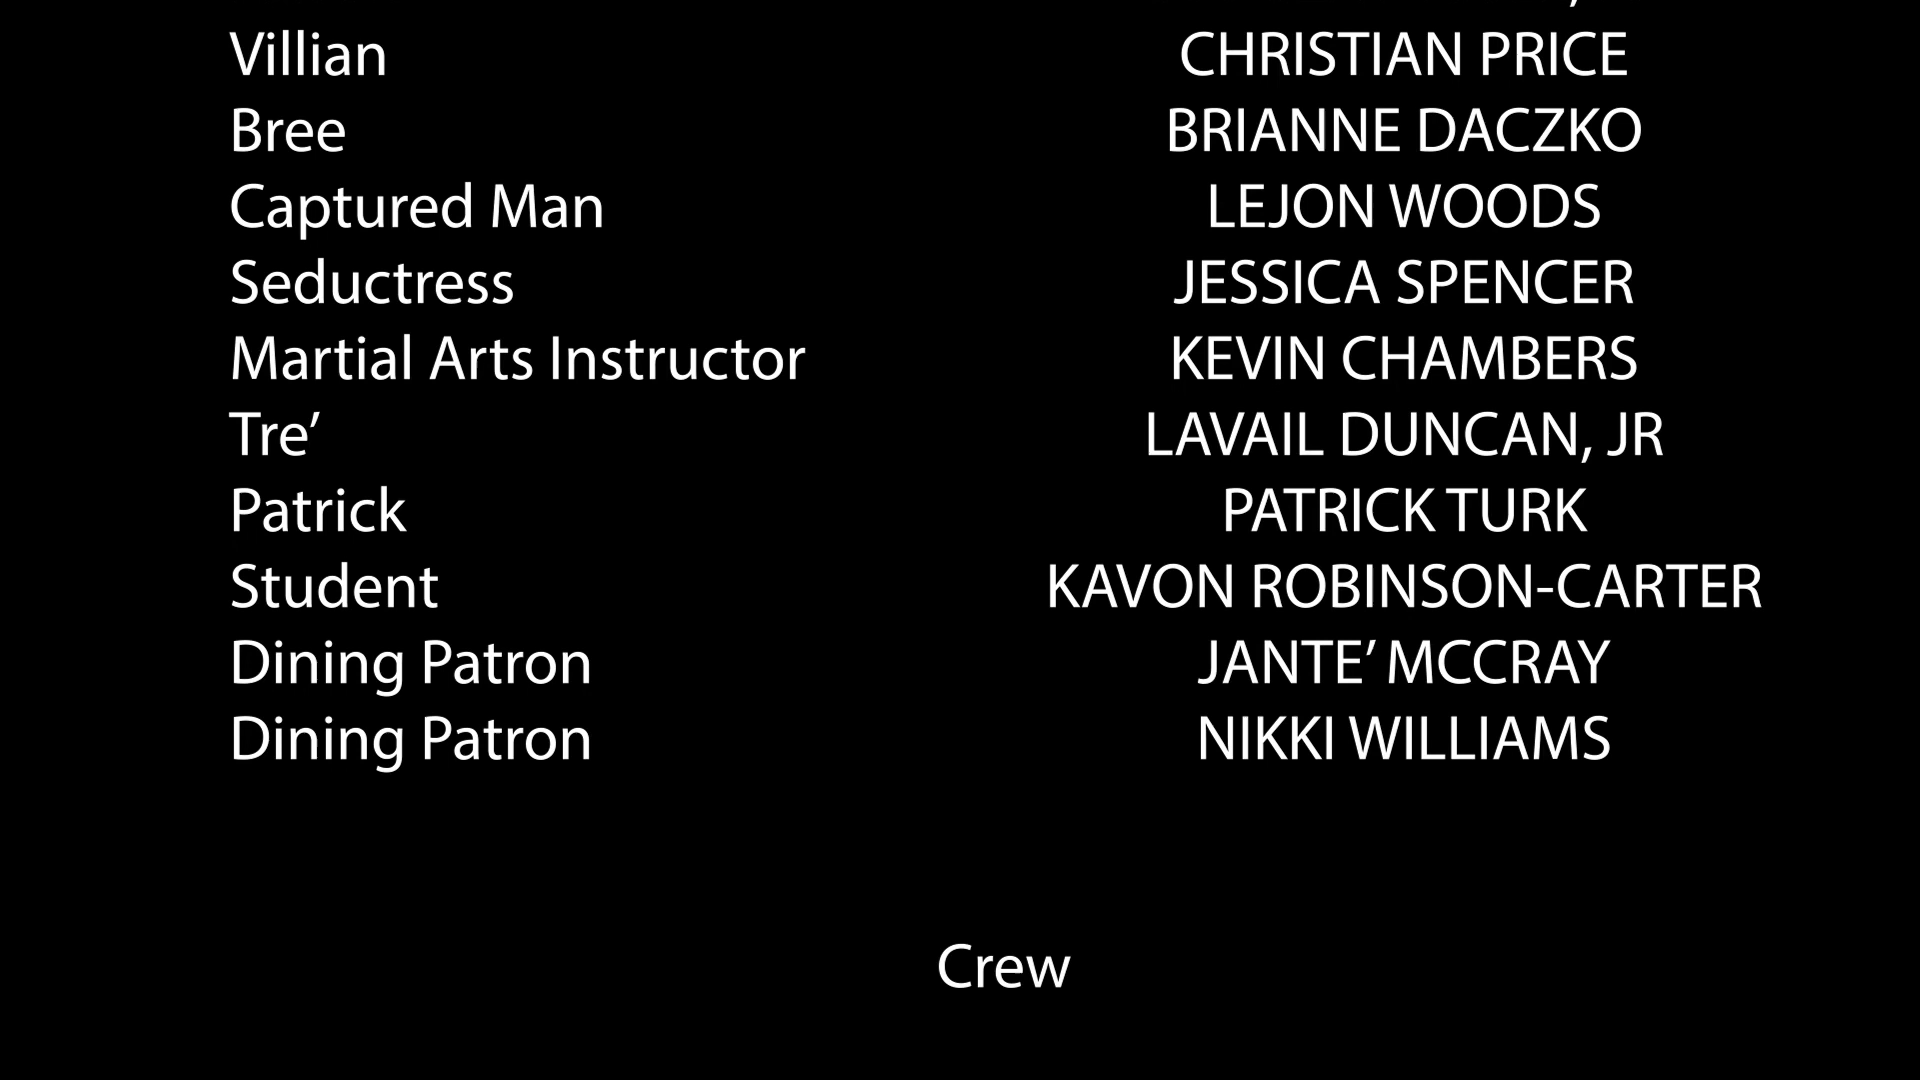 Villian CHRISTIAN PRICE
Bree BRIANNE DACZKO
Captured Man LEJON WOODS
Seductress JESSICA SPENCER
Martial Arts Instructor KEVIN CHAMBERS
Tre’ LAVAIL DUNCAN, JR
Patrick PATRICK TURK
Student KAVON ROBINSON-CARTER
Dining Patron JANTE’ MCCRAY
Dining Patron NIKKI WILLIAMS
Crew